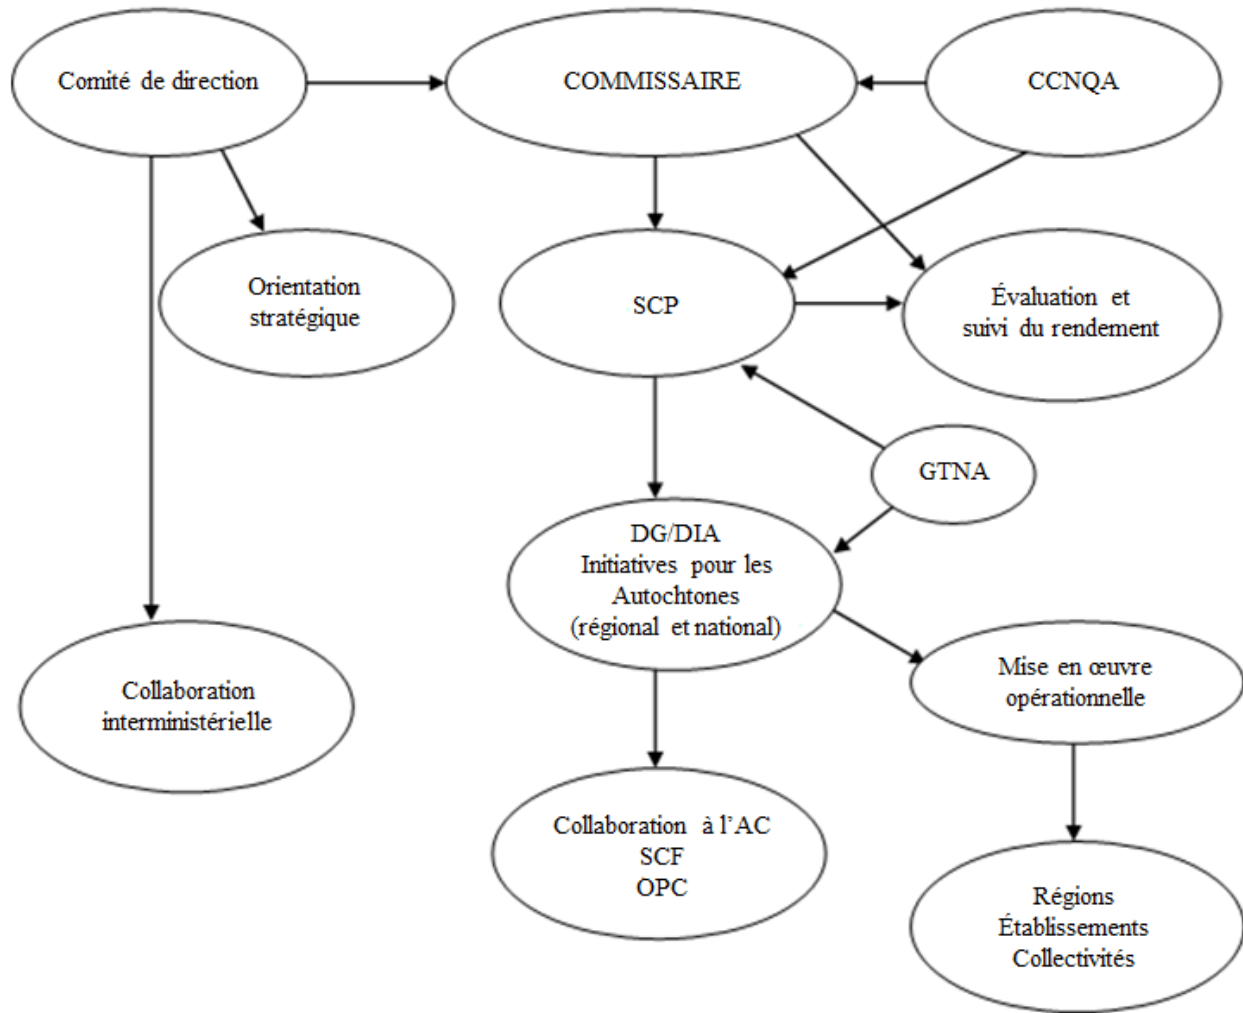 Comité de direction
COMMISSAIRE
CCNQA
Orientation
stratégique
SCP
Évaluation et
suivi du rendement
GTNA
DG/DIA
Initiatives pour les
Autochtones
(régional et national)
Collaboration
interministérielle
Mise en œuvre
opérationnelle
Collaboration à l’AC
SCF
OPC
Régions
Établissements
Collectivités